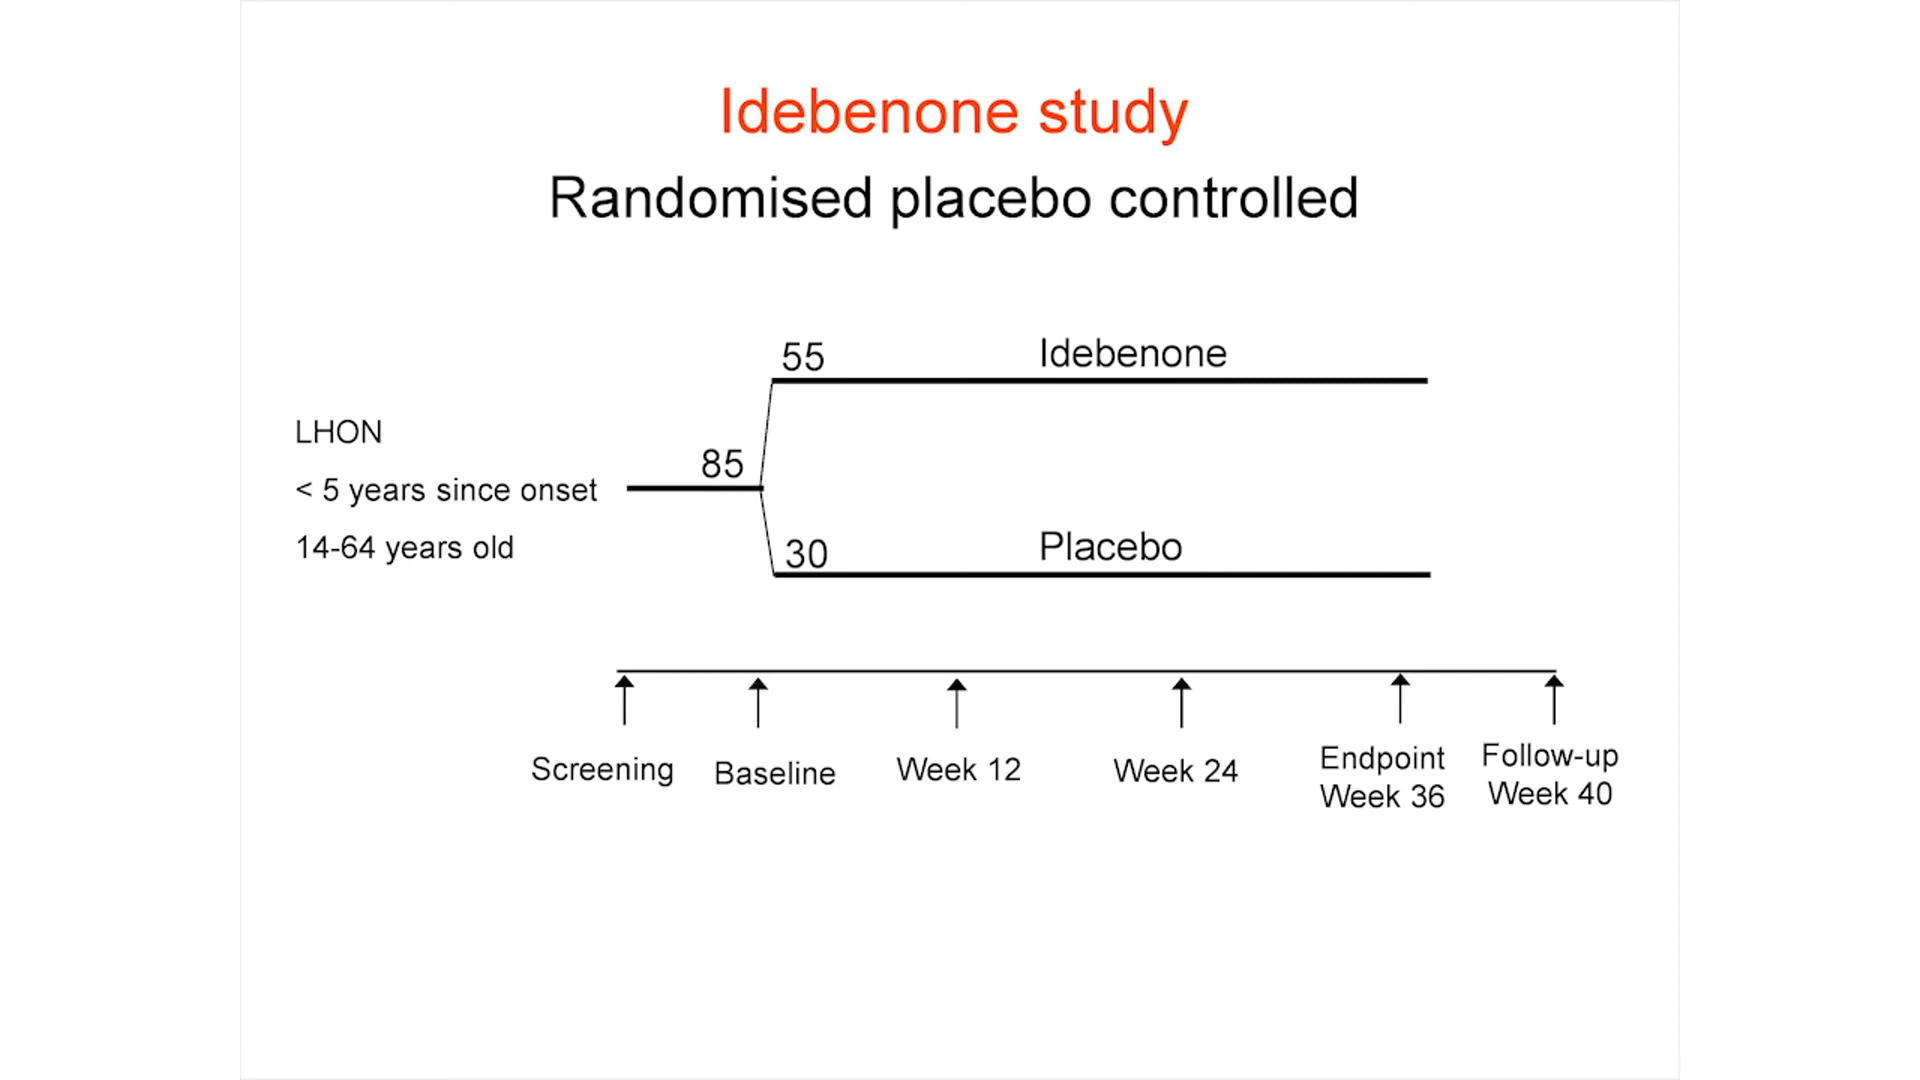 Idebenone study
Randomised placebo controlled
55
Idebenone
LHON
85
< 5 years since onset
14-64 years old
30
Placebo
Screening
Baseline
Week 12
Week 24
Endpoint
Week 36
Follow-up
Week 40